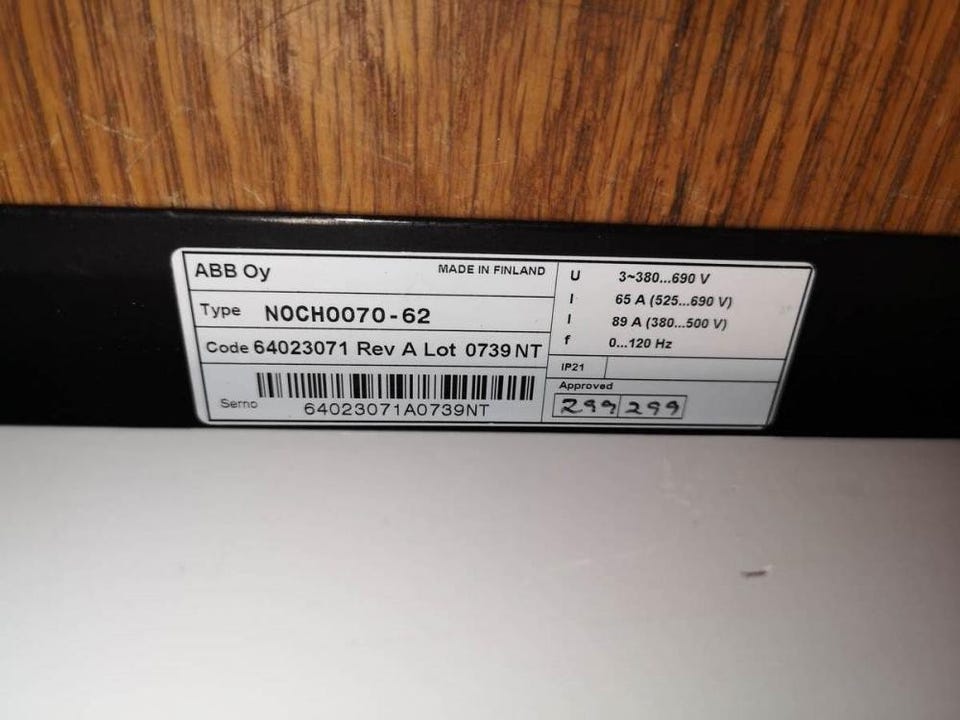 ABB Oy
MADE IN FINLAND
Type NOCH0070-62
Code 64023071 Rev A Lot 0739 NT
Serno 64023071A0739NT
U 3~380...690 V
I 65 A (525...690 V)
I 89 A (380...500 V)
f 0...120 Hz
IP21
Approved
299 299